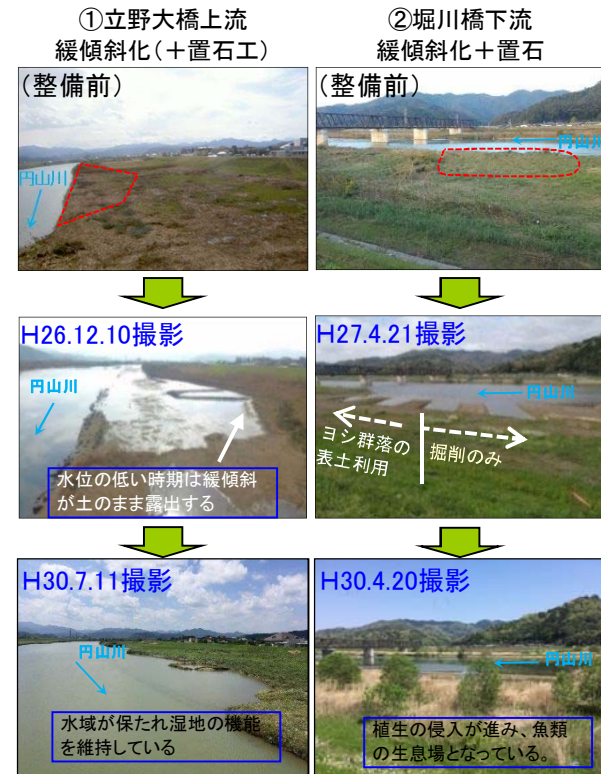 ①立野大橋上流
緩傾斜化(+置石工)
(整備前)
円山川
H26.12.10撮影
円山川
水位の低い時期は緩傾斜
が土のまま露出する
H30.7.11撮影
円山川
水域が保たれ湿地の機能
を維持している
②堀川橋下流
緩傾斜化+置石
(整備前)
円山川
H27.4.21撮影
円山川
ヨシ群落の
表土利用
掘削のみ
H30.4.20撮影
円山川
植生の侵入が進み、魚類
の生息場となっている。